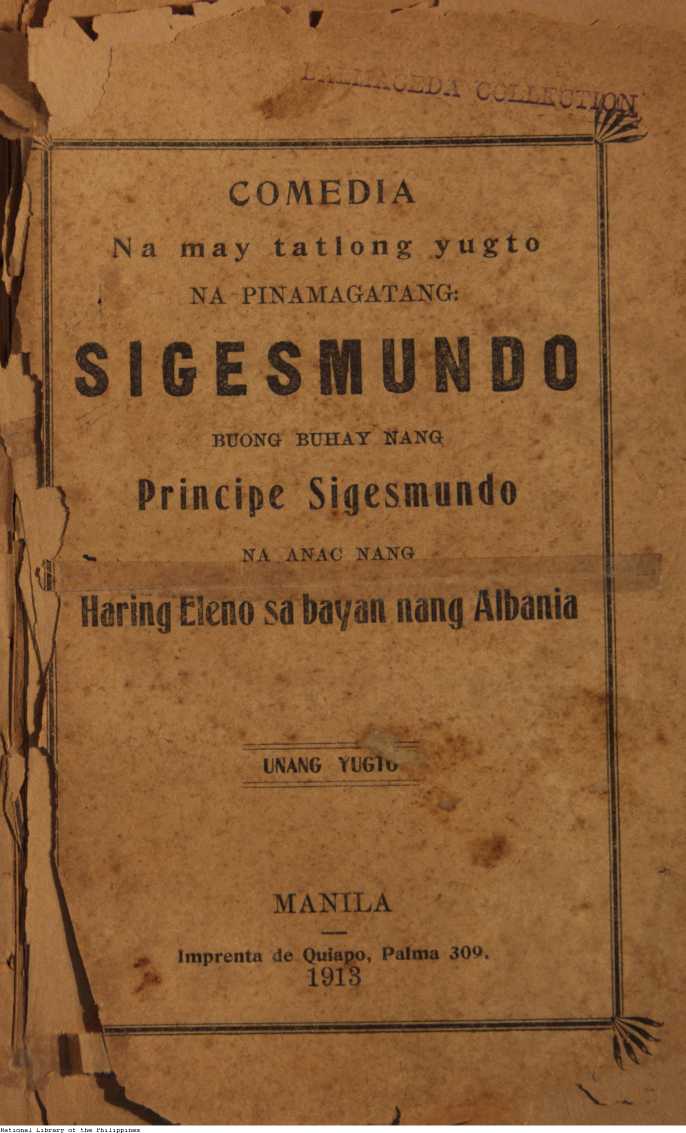 BALMACEDA COLLECTION
COMEDIA
Na may tatlong yugto
NA PINAMAGATANG:
SIGESMUNDO
BUONG BUHAY NANG
Principe Sigesmundo
NA ANAC NANG
Haring Eleno sa bayan nang Albania
UNANG YUGTO
MANILA
Imprenta de Quiapo, Palma 309.
1913
National Library of the Philippines